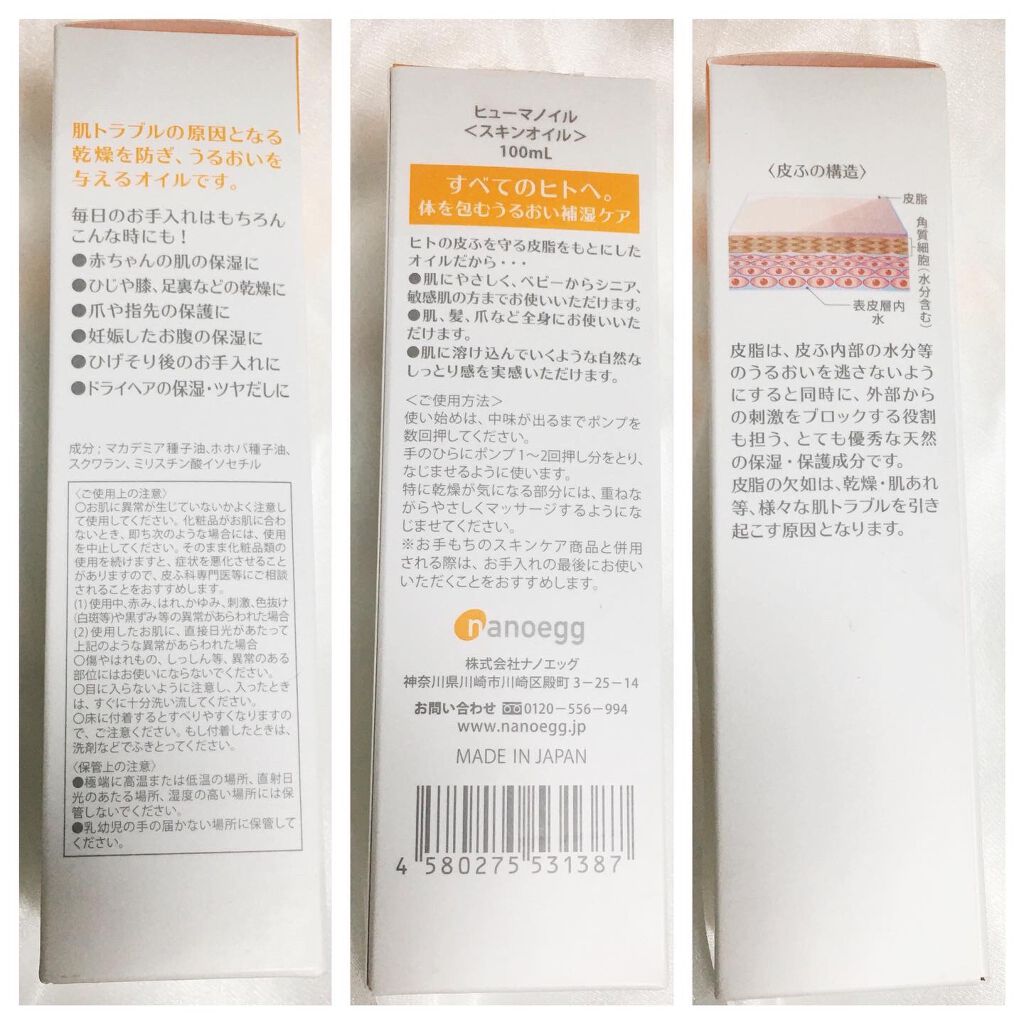 肌トラブルの原因となる
乾燥を防ぎ、うるおいを
与えるオイルです。
毎日のお手入れはもちろん
こんな時にも！
●赤ちゃんの肌の保湿に
●ひじや膝、足裏などの乾燥に
●爪や指先の保護に
●妊娠したお腹の保湿に
●ひげそり後のお手入れに
●ドライヘアの保湿・ツヤだしに
成分；マカデミア種子油、ホホバ種子油、
スクワラン、ミリスチン酸イソセチル
〈ご使用上の注意〉
○お肌に異常が生じていないかよく注意し
て使用してください。化粧品がお肌に合わ
ないとき、即ち次のような場合には、使用
を中止してください。そのまま化粧品類の
使用を続けますと、症状を悪化させること
がありますので、皮ふ科専門医等にご相談
されることをおすすめします。
(1)使用中、赤み、はれ、かゆみ、刺激、色抜け
(白斑等)や黒ずみ等の異常があらわれた場合
(2)使用したお肌に、直接日光があたって
上記のような異常があらわれた場合
○傷やはれもの、しっしん等、異常のある
部位にはお使いにならないでください。
○目に入らないように注意し、入ったとき
は、すぐに十分洗い流してください。
○床に付着するとすべりやすくなりますの
で、ご注意ください。もし付着したときは、
洗剤などでふきとってください。
〈保管上の注意〉
●極端に高温または低温の場所、直射日
光のあたる場所、湿度の高い場所には保
管しないでください。
●乳幼児の手の届かない場所に保管して
ください。
ヒューマノイル
＜スキンオイル＞
100mL
すべてのヒトへ。
体を包むうるおい補湿ケア
ヒトの皮ふを守る皮脂をもとにした
オイルだから・・・
●肌にやさしく、ベビーからシニア、
敏感肌の方までお使いいただけます。
●肌、髪、爪など全身にお使いいた
だけます。
●肌に溶け込んでいくような自然な
しっとり感を実感いただけます。
＜ご使用方法＞
使い始めは、中味が出るまでポンプを
数回押してください。
手のひらにポンプ1〜2回押し分をとり、
なじませるように使います。
特に乾燥が気になる部分には、重ねな
がらやさしくマッサージするようにな
じませてください。
※お手もちのスキンケア商品と併用
される際は、お手入れの最後にお使い
いただくことをおすすめします。
nanoegg
株式会社ナノエッグ
神奈川県川崎市川崎区殿町3－25－14
お問い合わせ 0120－556－994
www.nanoegg.jp
MADE IN JAPAN
4 580275 531387
〈皮ふの構造〉
皮脂
角質細胞(水分含む)
表皮層内
水
皮脂は、皮ふ内部の水分等
のうるおいを逃さないよう
にすると同時に、外部から
の刺激をブロックする役割
も担う、とても優秀な天然
の保湿・保護成分です。
皮脂の欠如は、乾燥・肌あれ
等、様々な肌トラブルを引き
起こす原因となります。